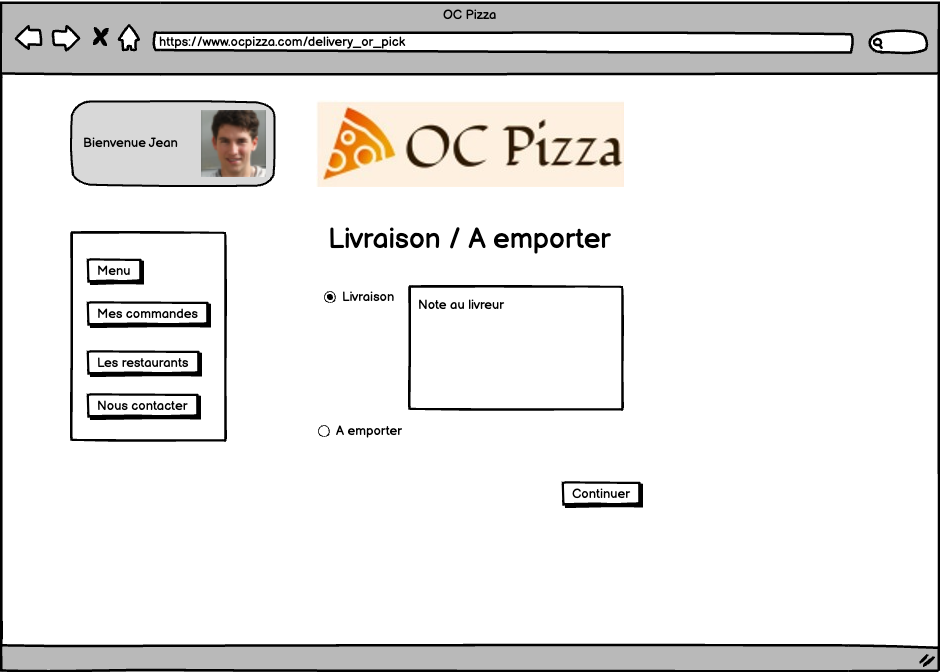 OC Pizza
https://www.ocpizza.com/delivery_or_pick
Bienvenue Jean
OC Pizza
Livraison / A emporter
Menu
Mes commandes
Les restaurants
Nous contacter
Livraison
Note au livreur
A emporter
Continuer